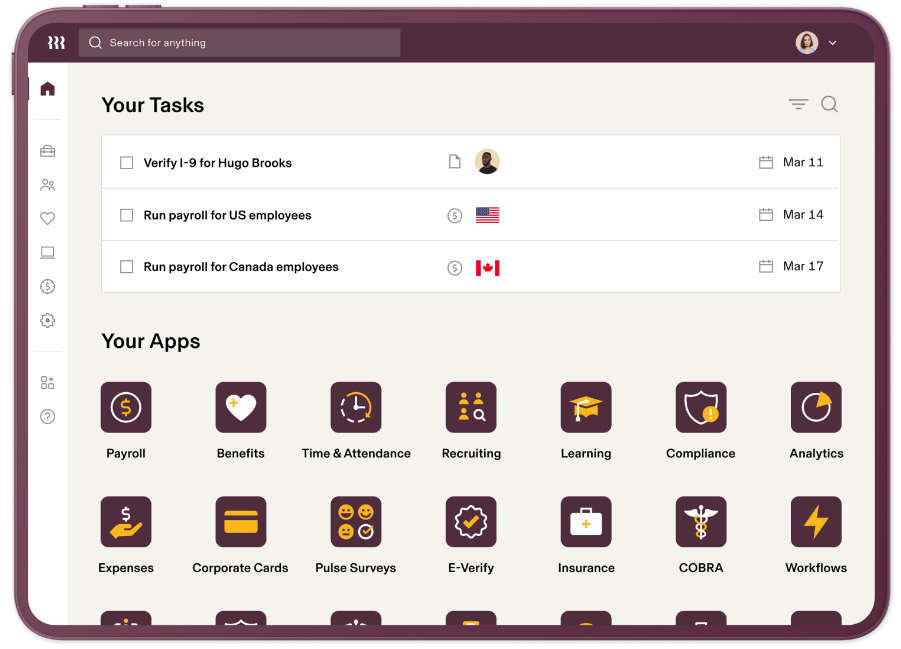 Search for anything
Your Tasks
Verify I-9 for Hugo Brooks
Mar 11
Run payroll for US employees
Mar 14
Run payroll for Canada employees
Mar 17
Your Apps
Payroll
Benefits
Time & Attendance
Recruiting
Learning
Compliance
Analytics
Expenses
Corporate Cards
Pulse Surveys
E-Verify
Insurance
COBRA
Workflows